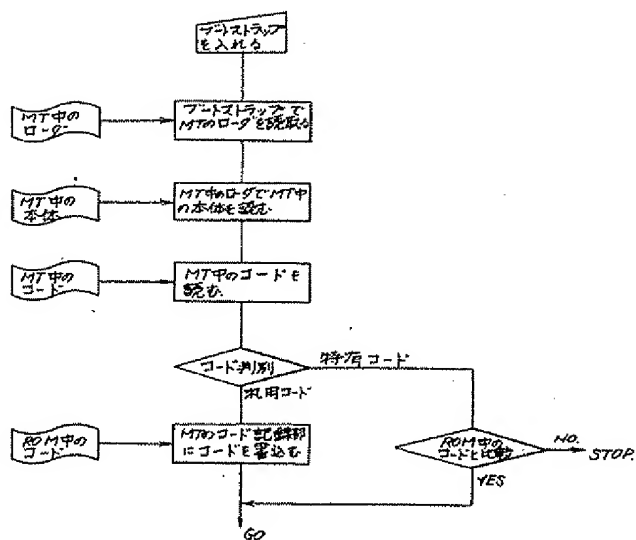 ブートストラップ
を入れる
MT中の
ローダ
ブートストラップで
MTのローダを読取る
MT中の
本体
MT中のローダでMT中
の本体を読む
MT中の
コード
MT中のコードを
読む
コード判別
特有コード
汎用コード
ROM中の
コード
MTのコード記録部
にコードを書込む
ROM中の
コードと比較
NO.
STOP.
YES
GO